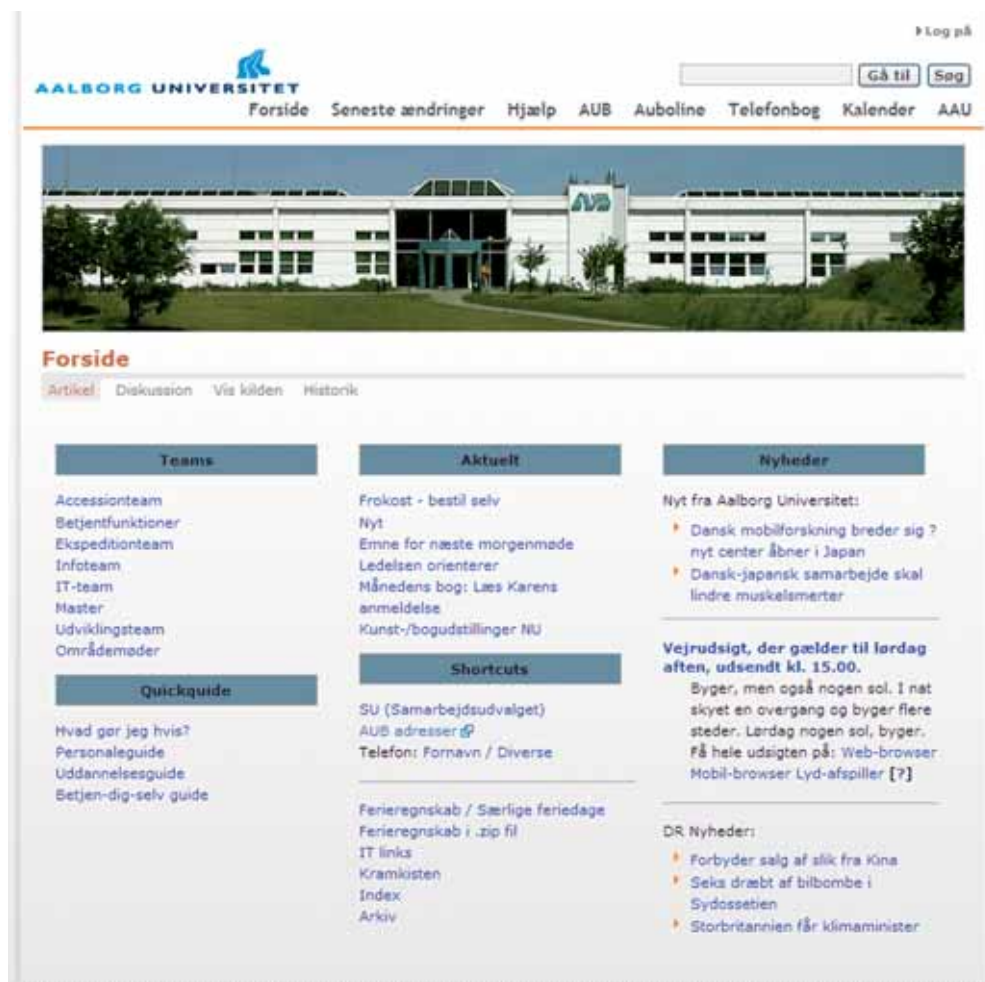 Log på
AALBORG UNIVERSITET
Gå til Søg
Forside Seneste ændringer Hjælp AUB Auboline Telefonbog Kalender AAU
AUB
Forside
Artikel Diskussion Vis kilden Historik
Teams
Accessionteam
Betjentfunktioner
Ekspeditionteam
Infoteam
IT-team
Master
Udviklingsteam
Områdemøder
Quickguide
Hvad gør jeg hvis?
Personaleguide
Uddannelsesguide
Betjen-dig-selv guide
Aktuelt
Frokost - bestil selv
Nyt
Emne for næste morgenmøde
Ledelsen orienterer
Månedens bog: Læs Karens
anmeldelse
Kunst-/bogudstillinger NU
Shortcuts
SU (Samarbejdsudvalget)
AUB adresser
Telefon: Fornavn / Diverse
Ferieregnskab / Særlige feriedage
Ferieregnskab i .zip fil
IT links
Kramkisten
Index
Arkiv
Nyheder
Nyt fra Aalborg Universitet:
Dansk mobilforskning breder sig ?
nyt center åbner i Japan
Dansk-japansk samarbejde skal
lindre muskelsmerter
Vejrudsigt, der gælder til lørdag
aften, udsendt kl. 15.00.
Byger, men også nogen sol. I nat
skyet en overgang og byger flere
steder. Lørdag nogen sol, byger.
Få hele udsigten på: Web-browser
Mobil-browser Lyd-afspiller [?]
DR Nyheder:
Forbyder salg af slik fra Kina
Seks dræbt af bilbombe i
Sydossetien
Storbritannien får klimaminister